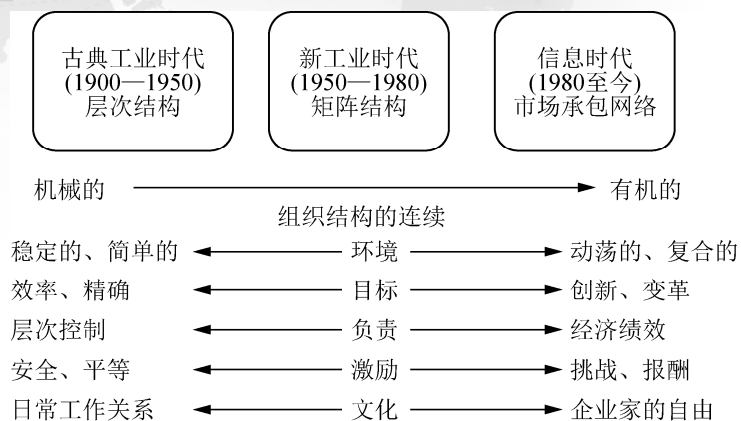 古典工业时代
(1900—1950)
层次结构
新工业时代
(1950—1980)
矩阵结构
信息时代
(1980至今)
市场承包网络
机械的 有机的
组织结构的连续
稳定的、简单的 环境 动荡的、复合的
效率、精确 目标 创新、变革
层次控制 负责 经济绩效
安全、平等 激励 挑战、报酬
日常工作关系 文化 企业家的自由